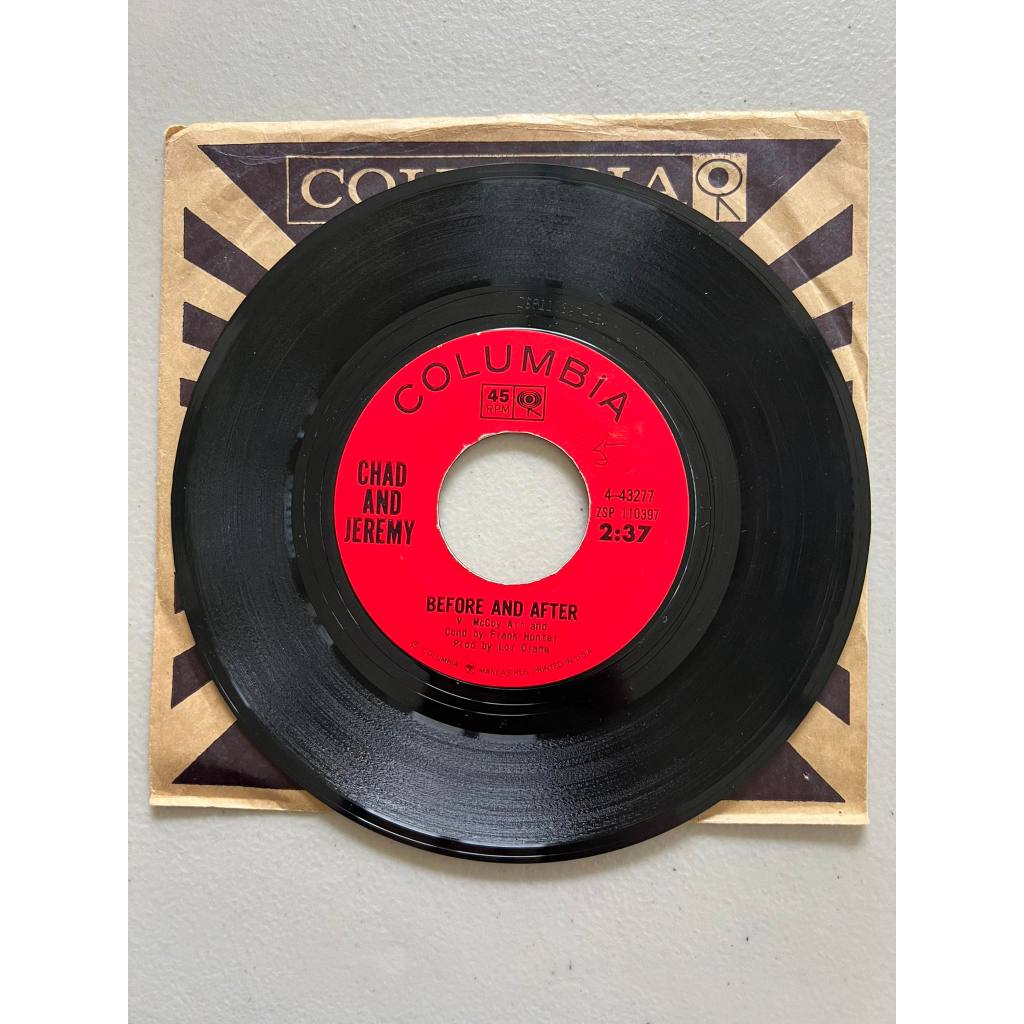 COLUMBIA
COLUMBiA
45
RPM
CHAD
AND
JEREMY
4-43277
ZSP 110397
2:37
BEFORE AND AFTER
V. McCoy, Arr and
Cond by Frank Hunter
Prod. by Lor Crane
COLUMBIA MARCAS REG. PRINTED IN U.S.A.